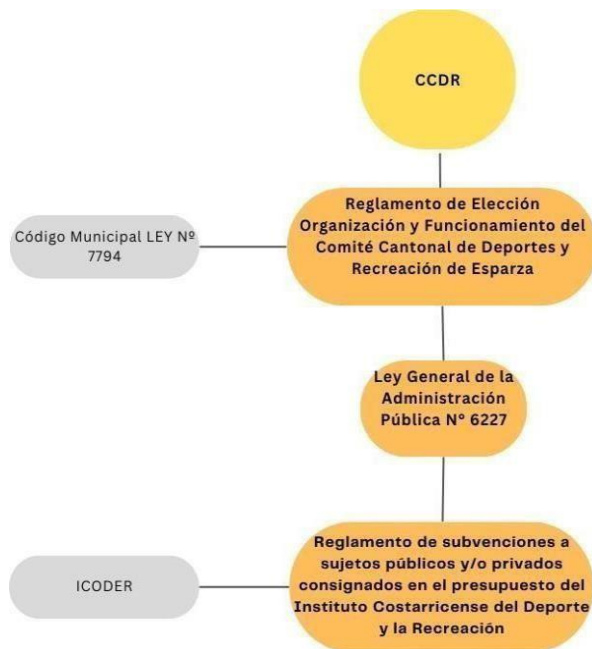 CCDR
Reglamento de Elección
Organización y Funcionamiento del
Comité Cantonal de Deportes y
Recreación de Esparza
Código Municipal LEY Nº
7794
Ley General de la
Administración
Pública N° 6227
Reglamento de subvenciones a
sujetos públicos y/o privados
consignados en el presupuesto del
Instituto Costarricense del Deporte
y la Recreación
ICODER